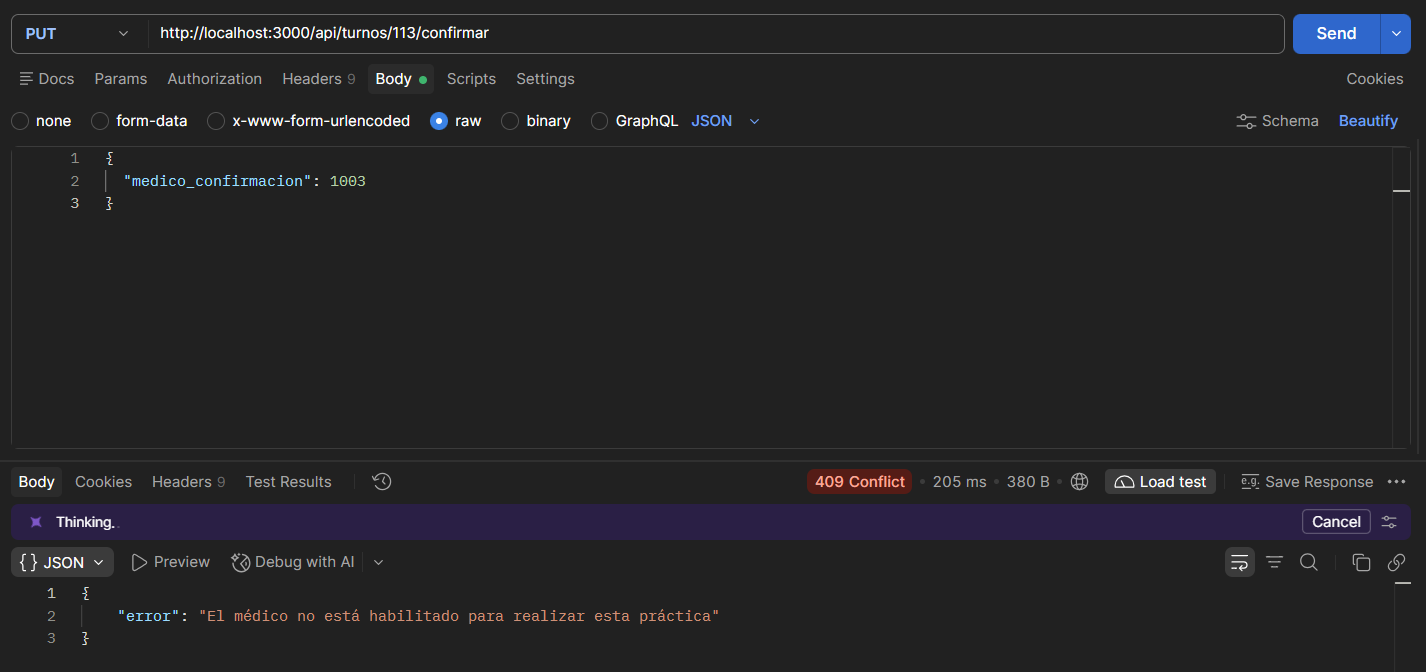 PUT http://localhost:3000/api/turnos/113/confirmar Send
Docs Params Authorization Headers 9 Body Scripts Settings Cookies
none form-data x-www-form-urlencoded raw binary GraphQL JSON Schema Beautify
1 {
2 "medico_confirmacion": 1003
3 }
Body Cookies Headers 9 Test Results 409 Conflict 205 ms 380 B Load test e.g. Save Response
Thinking.. Cancel
{} JSON Preview Debug with AI
1 {
2 "error": "El médico no está habilitado para realizar esta práctica"
3 }